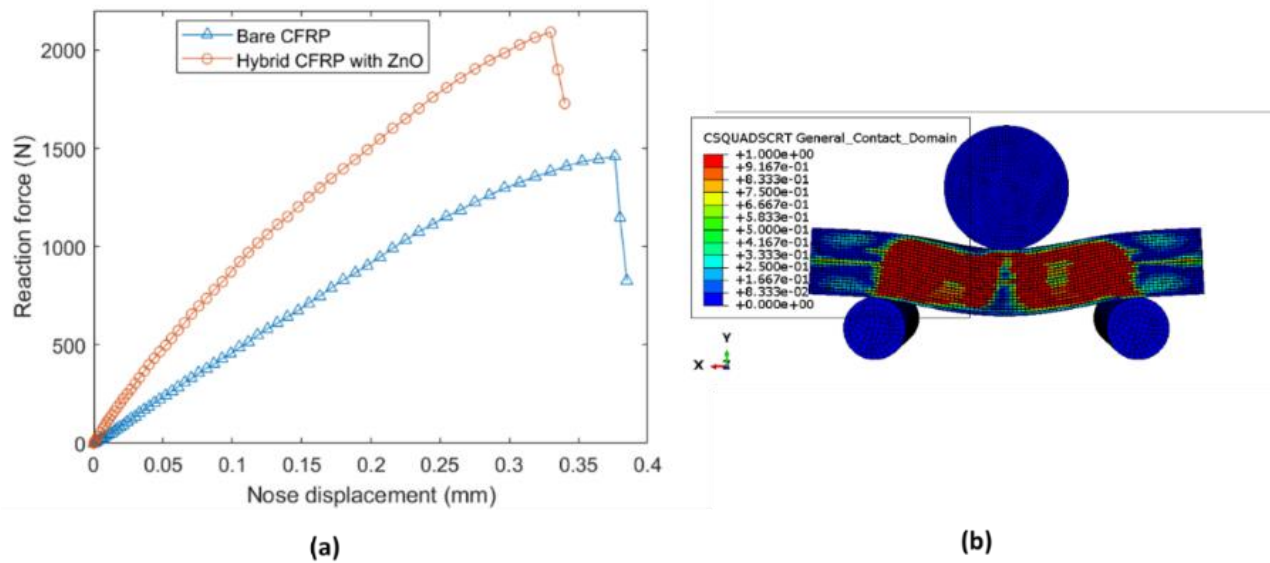 2000
1500
1000
500
0
Reaction force (N)
Bare CFRP
Hybrid CFRP with ZnO
0 0.05 0.1 0.15 0.2 0.25 0.3 0.35 0.4
Nose displacement (mm)
(a)
CSQUADSCRT General_Contact_Domain
+1.000e+00
+9.167e-01
+8.333e-01
+7.500e-01
+6.667e-01
+5.833e-01
+5.000e-01
+4.167e-01
+3.333e-01
+2.500e-01
+1.667e-01
+8.333e-02
+0.000e+00
Y
X Z
(b)